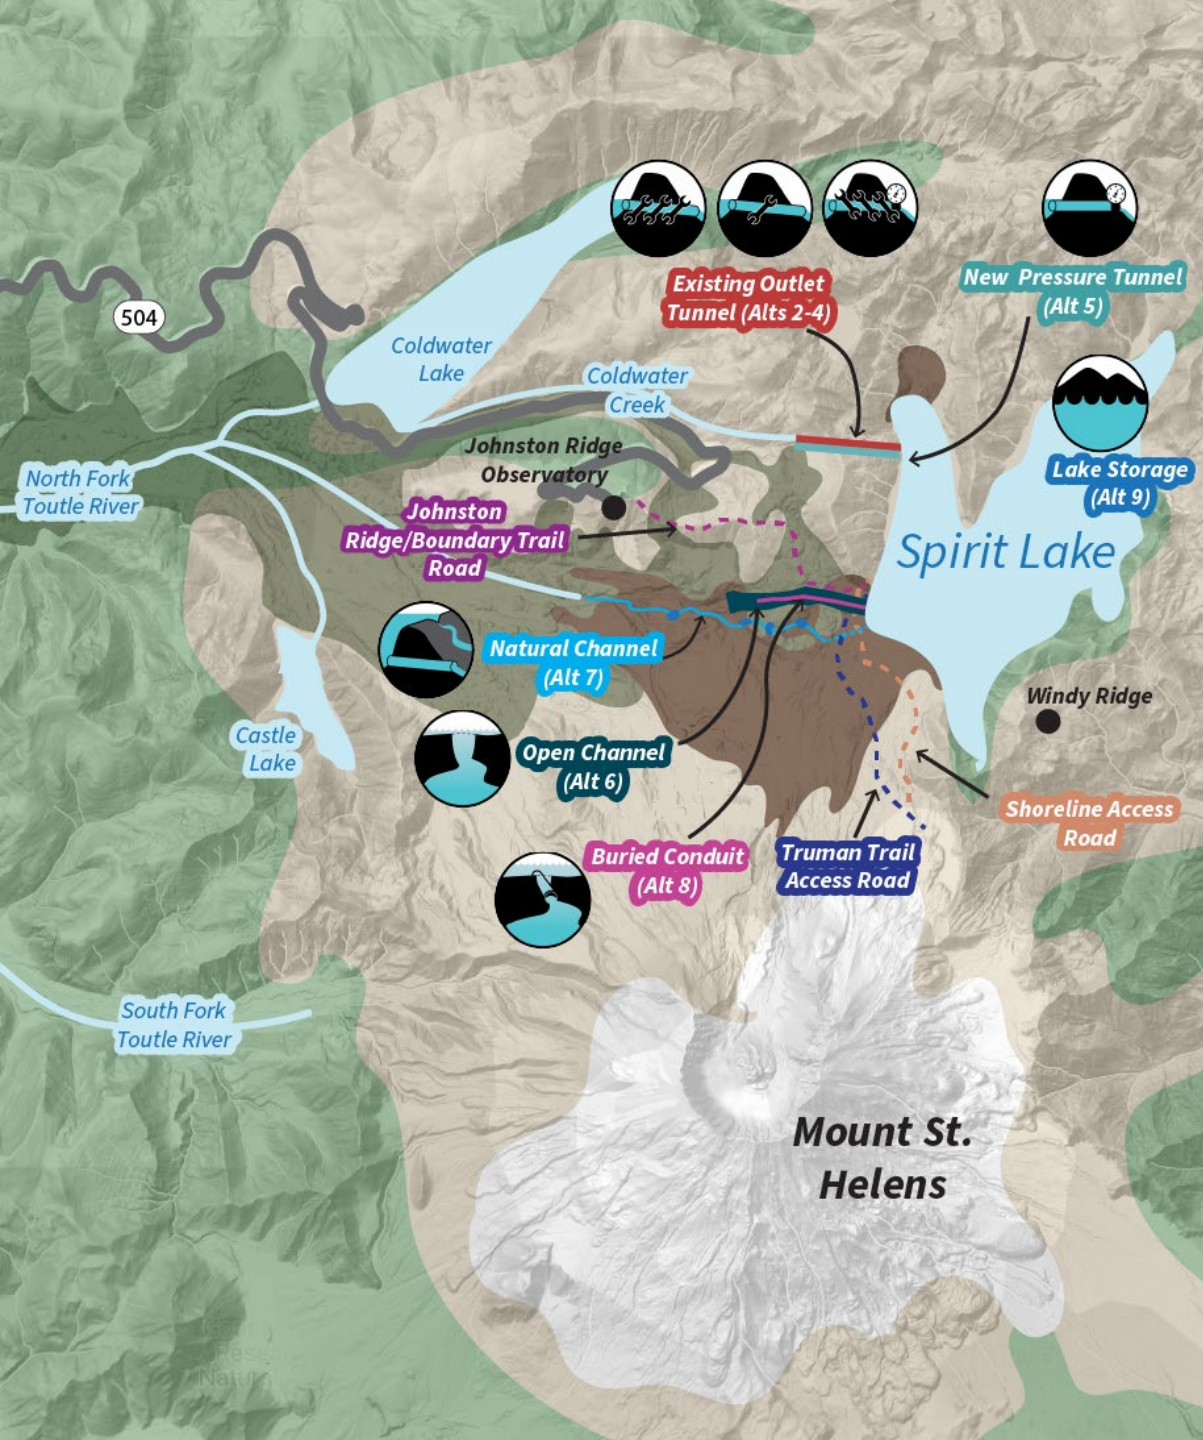 Existing Outlet
Tunnel (Alts 2-4)
New Pressure Tunnel
(Alt 5)
504
Coldwater
Lake
Coldwater
Creek
Johnston Ridge
Observatory
Lake Storage
(Alt 9)
North Fork
Toutle River
Johnston
Ridge/Boundary Trail
Road
Spirit Lake
Natural Channel
(Alt 7)
Windy Ridge
Castle
Lake
Open Channel
(Alt 6)
Shoreline Access
Road
Buried Conduit
(Alt 8)
Truman Trail
Access Road
South Fork
Toutle River
Mount St.
Helens